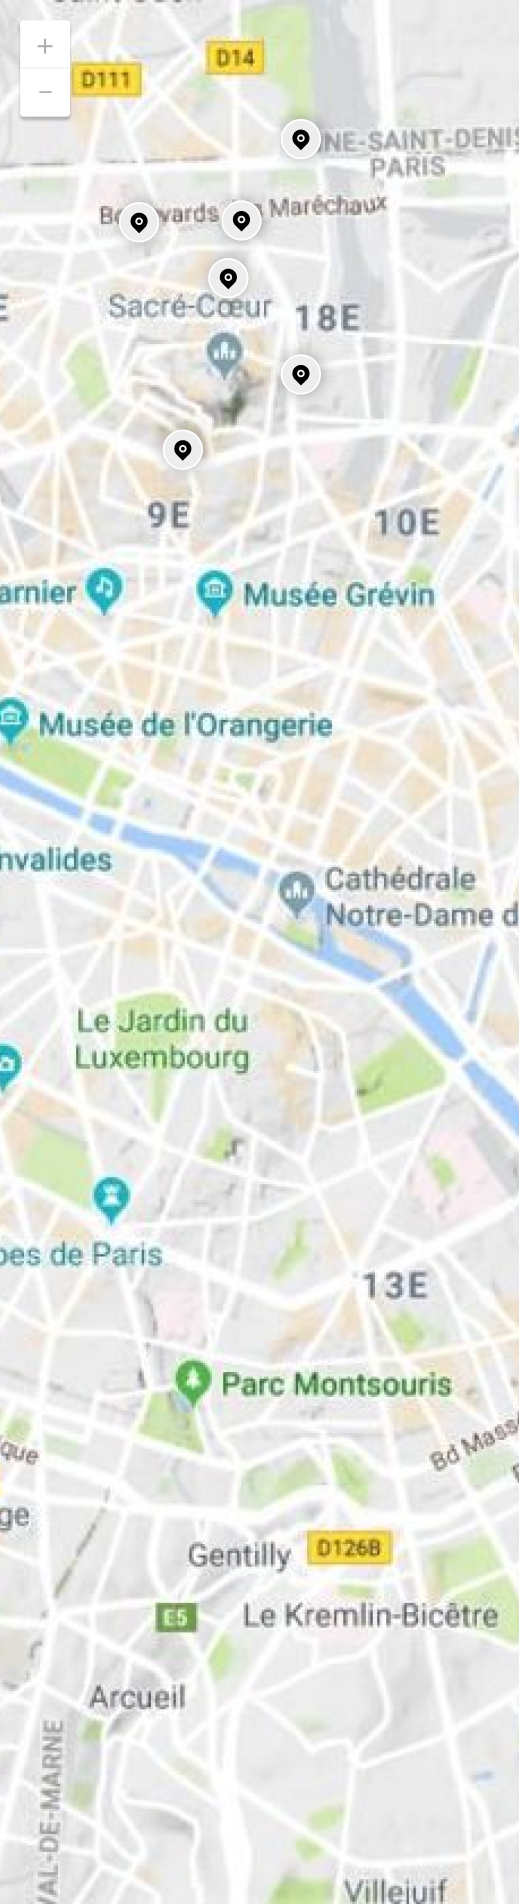 +
D14
D111
−
NE-SAINT-DENIS
PARIS
Maréchaux
E
Sacré-Cœur
18E
9E
10E
arnier
Musée Grévin
Musée de l'Orangerie
nvalides
Cathédrale
Notre-Dame d
Le Jardin du
Luxembourg
bes de Paris
13E
Parc Montsouris
Bd Massé
que
ge
Gentilly
D126B
E5
Le Kremlin-Bicêtre
Arcueil
VAL-DE-MARNE
Villejuif